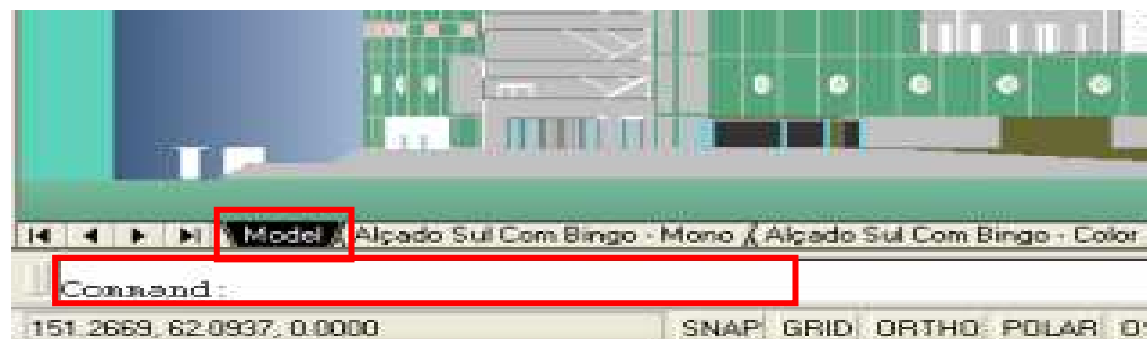 Model Alçado Sul Com Bingo - Mono Alçado Sul Com Bingo - Color
Command:
151.2669, 62.0937, 0.0000 SNAP GRID ORTHO POLAR